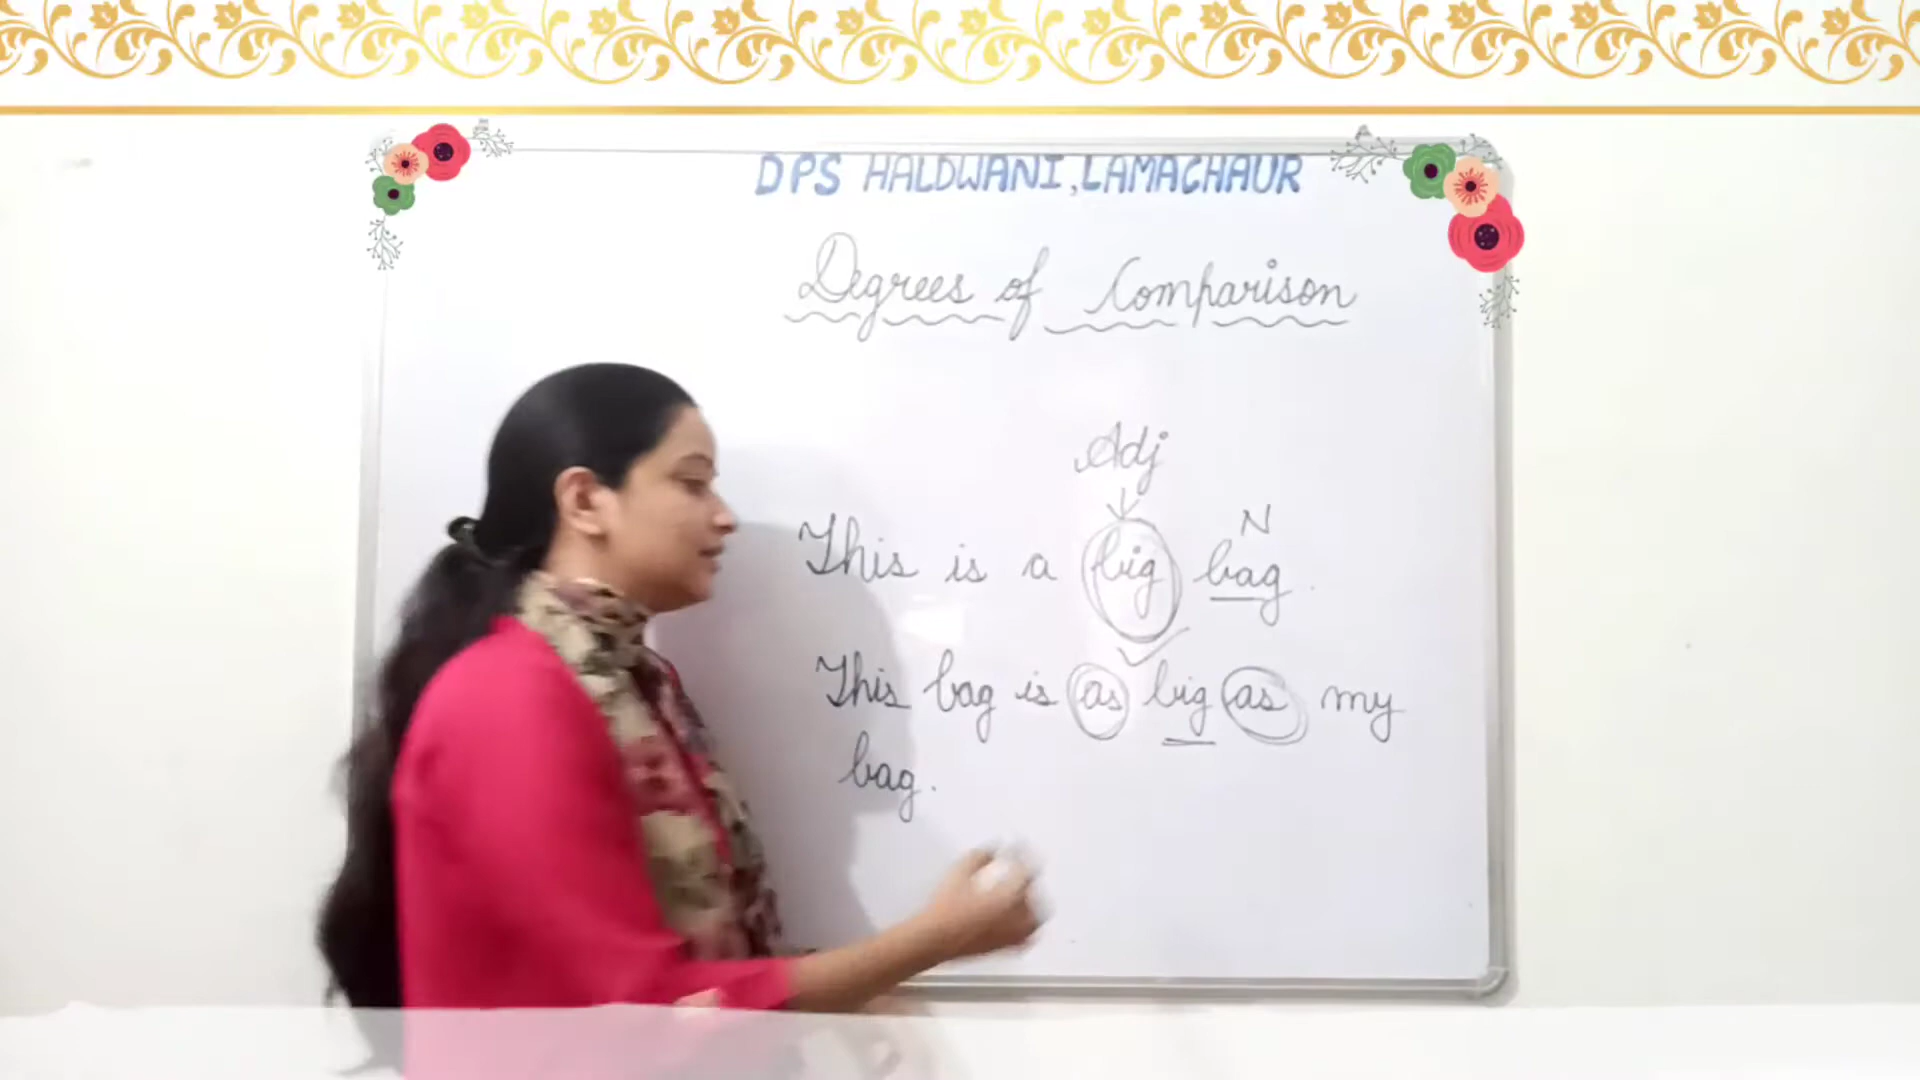 DPS HALDWANI, LAMACHAUR
Degrees of Comparison
Adj
N
This is a big bag.
This bag is as big as my
bag.